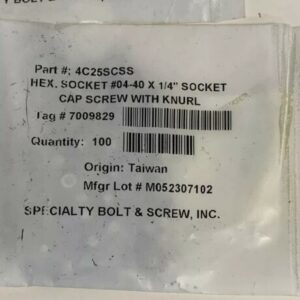 Y BOLT &
Part #: 4C25SCSS
HEX. SOCKET #04-40 X 1/4" SOCKET
CAP SCREW WITH KNURL
Tag # 7009829
Quantity: 100
Origin: Taiwan
Mfgr Lot # M052307102
SPECIALTY BOLT & SCREW, INC.